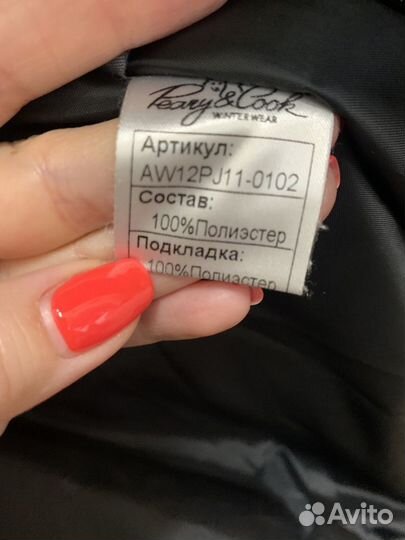 Peary & Cook
WINTER WEAR
Артикул:
AW12PJ11-0102
Состав:
100%Полиэстер
Подкладка:
100%Полиэстер
Avito